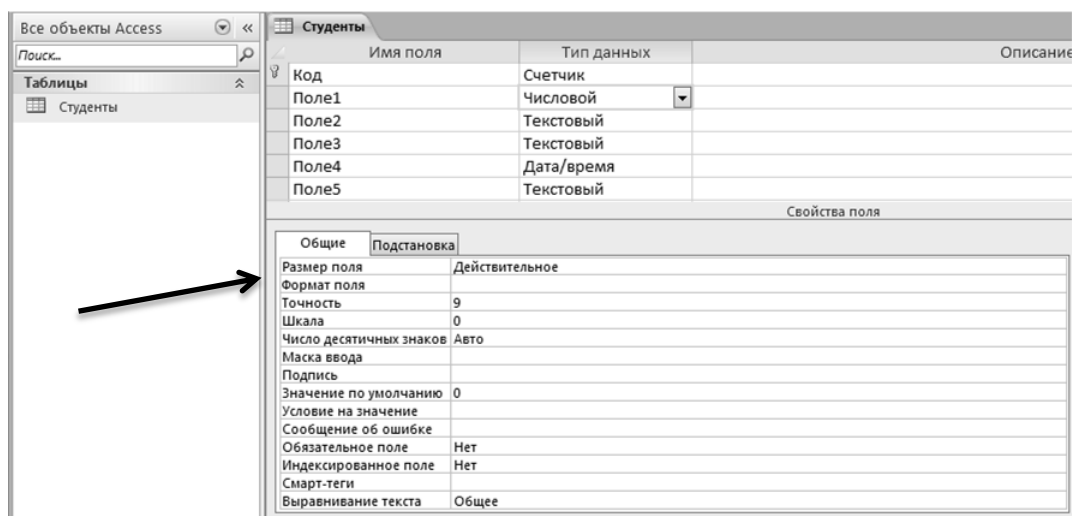 Все объекты Access «
Студенты
Поиск...
Имя поля Тип данных Описание
Таблицы
Студенты
Код Счетчик
Поле1 Числовой
Поле2 Текстовый
Поле3 Текстовый
Поле4 Дата/время
Поле5 Текстовый
Свойства поля
Общие Подстановка
Размер поля Действительное
Формат поля
Точность 9
Шкала 0
Число десятичных знаков Авто
Маска ввода
Подпись
Значение по умолчанию 0
Условие на значение
Сообщение об ошибке
Обязательное поле Нет
Индексированное поле Нет
Смарт-теги
Выравнивание текста Общее